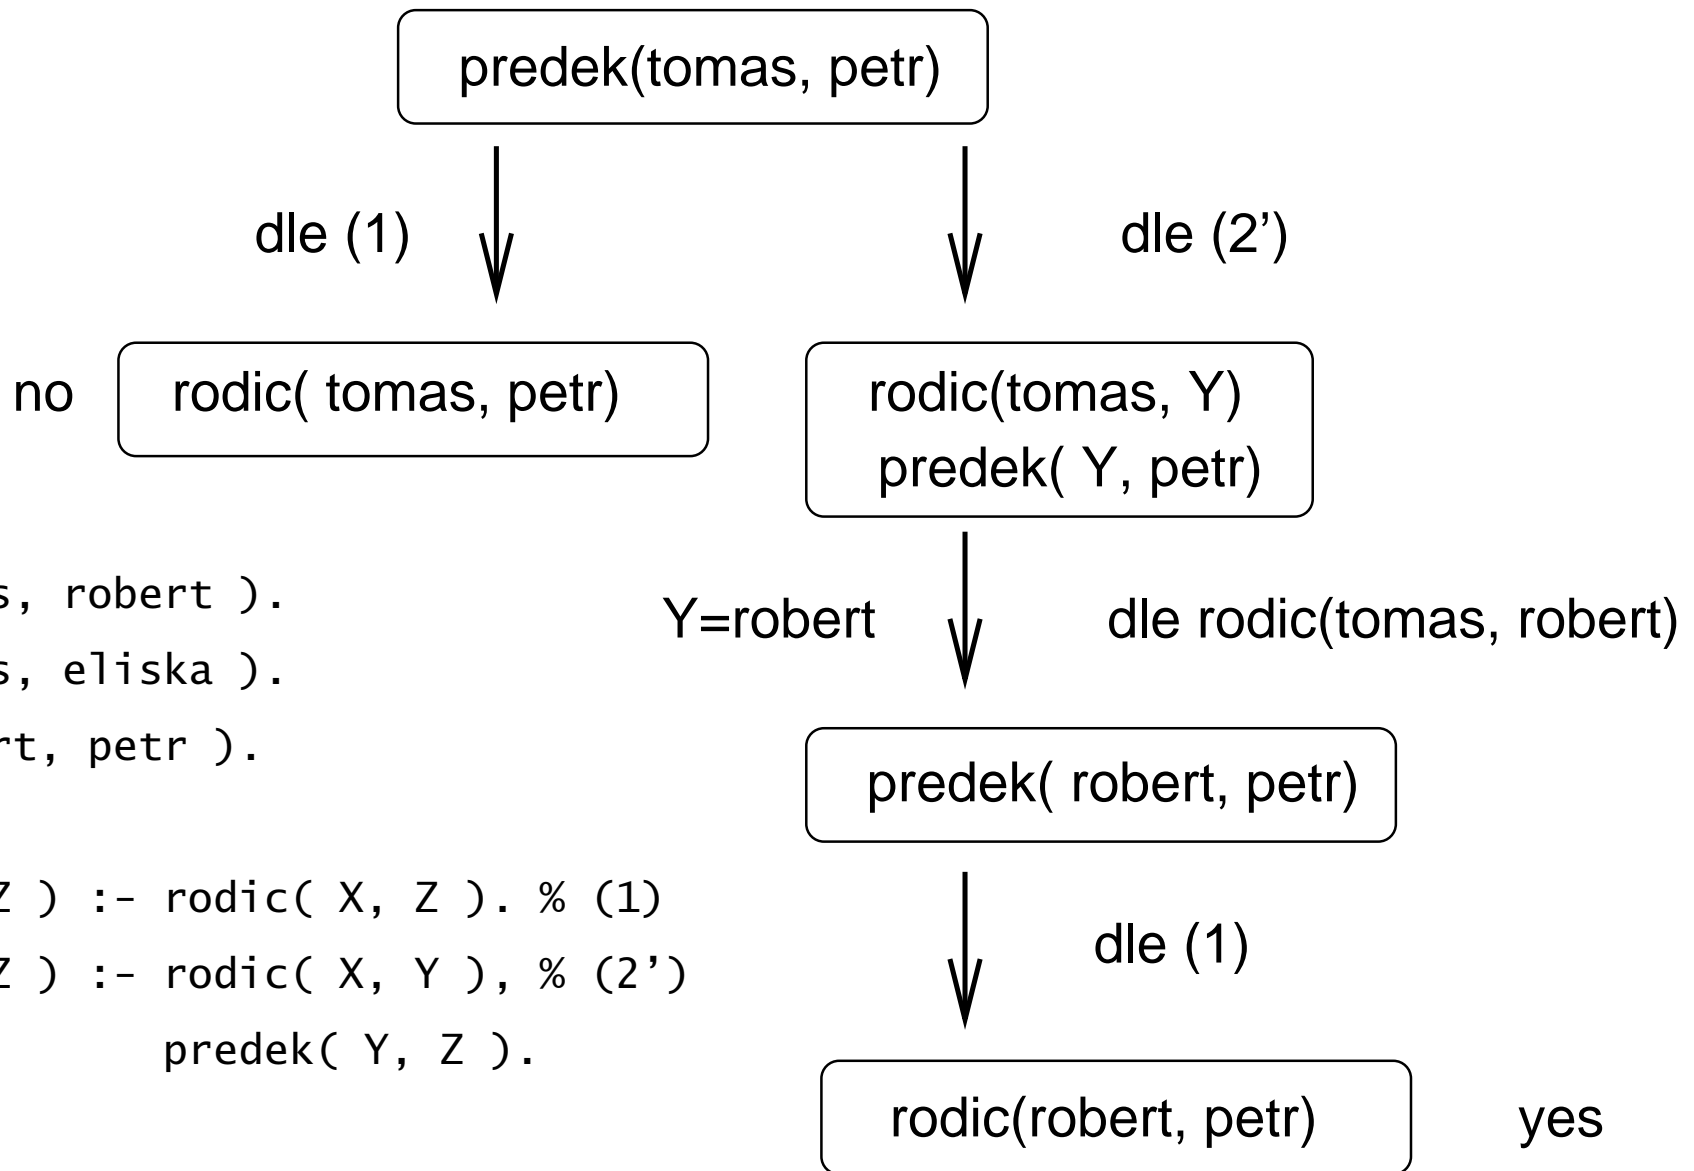 predek(tomas, petr)
dle (1)
dle (2’)
no
rodic( tomas, petr)
rodic(tomas, Y)
predek( Y, petr)
s, robert ).
s, eliska ).
rt, petr ).
Y=robert
dle rodic(tomas, robert)
predek( robert, petr)
Z ) :- rodic( X, Z ). % (1)
Z ) :- rodic( X, Y ), % (2’)
predek( Y, Z ).
dle (1)
rodic(robert, petr)
yes